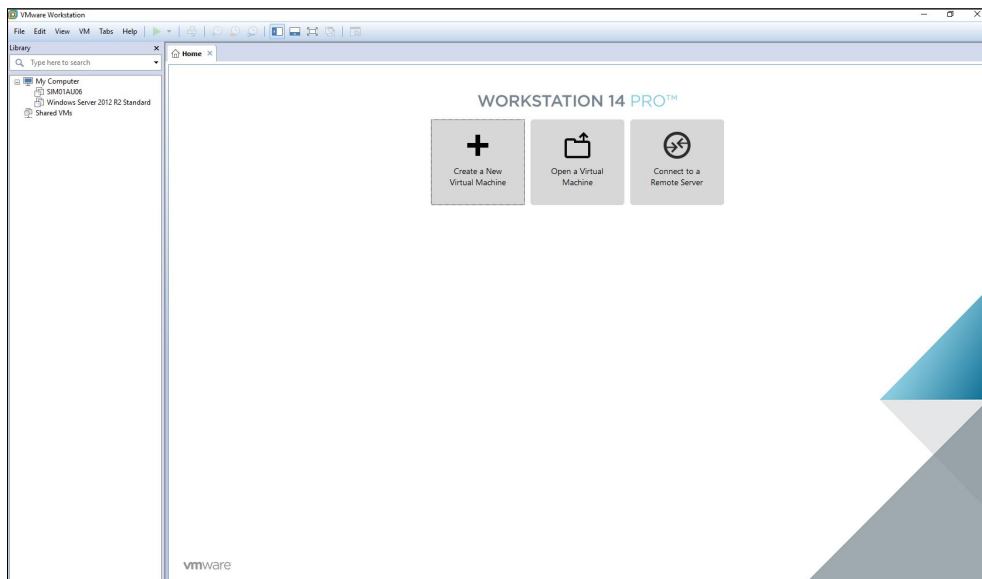 VMware Workstation
File Edit View VM Tabs Help
Library
Type here to search
My Computer
SIM01AU06
Windows Server 2012 R2 Standard
Shared VMs
Home
WORKSTATION 14 PRO™
Create a New
Virtual Machine
Open a Virtual
Machine
Connect to a
Remote Server
vmware